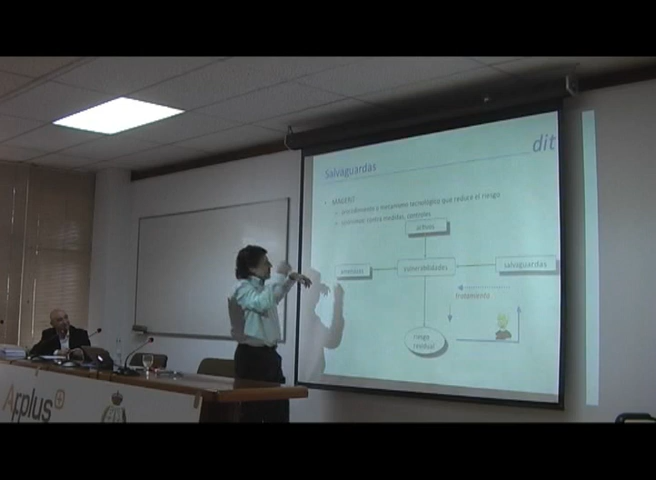 Salvaguardas
dit
MAGERIT
procedimiento o mecanismo tecnológico que reduce el riesgo
sinónimos: contra medidas, controles
activos
amenazas
vulnerabilidades
salvaguardas
tratamiento
riesgo
residual
Applus+